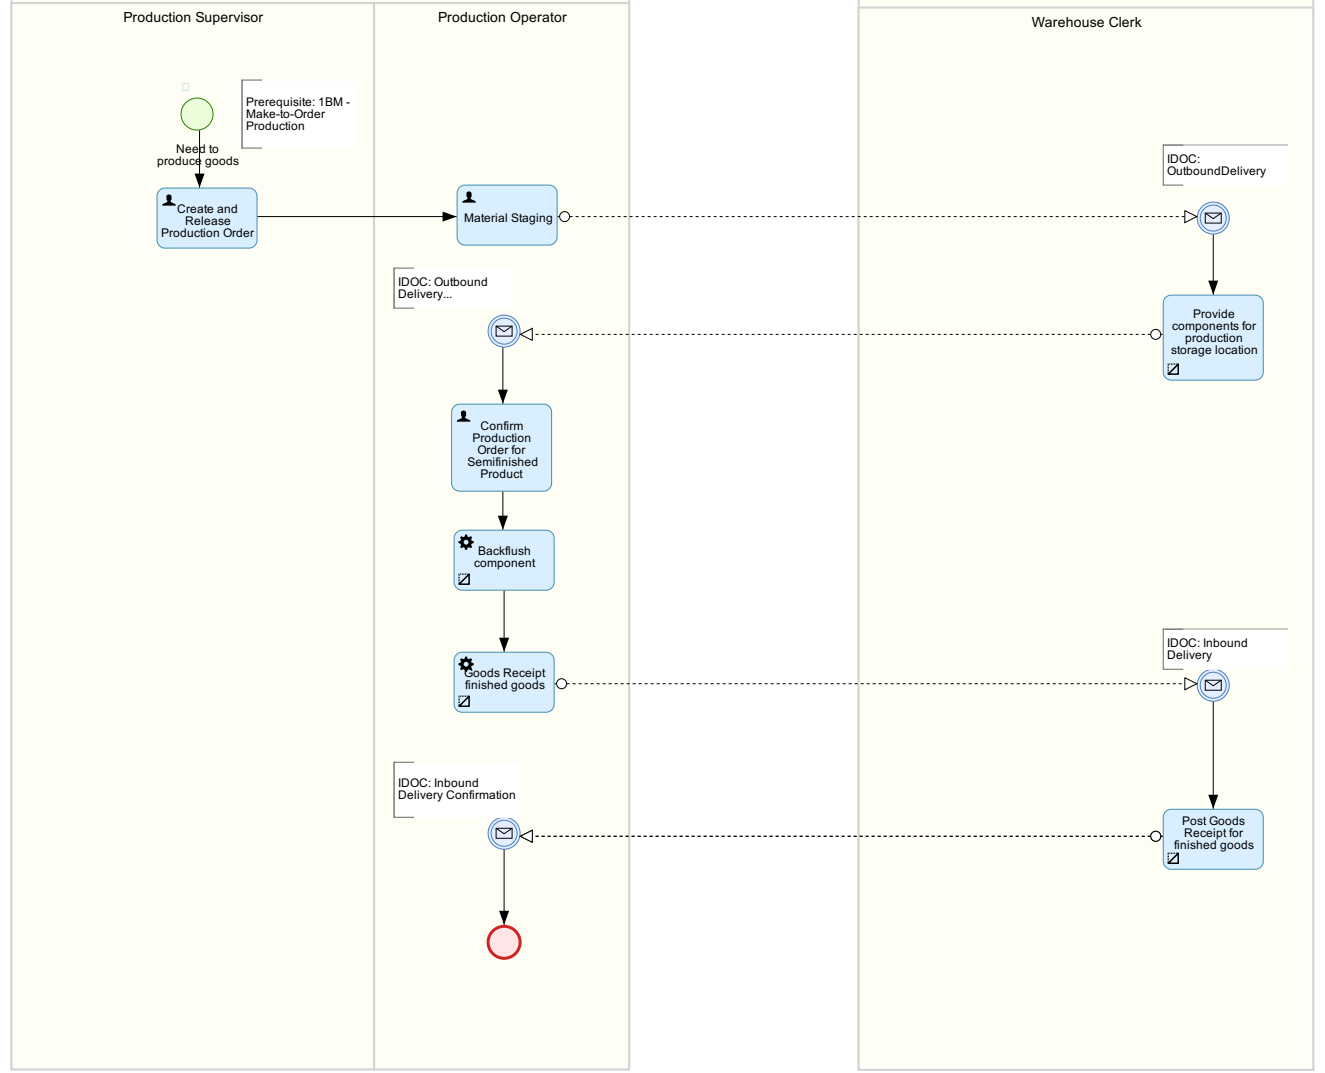 Production Supervisor
Production Operator
Warehouse Clerk
Prerequisite: 1BM -
Make-to-Order
Production
Need to
produce goods
IDOC:
OutboundDelivery
Create and
Release
Production Order
Material Staging
IDOC: Outbound
Delivery...
Provide
components for
production
storage location
Confirm
Production
Order for
Semifinished
Product
Backflush
component
IDOC: Inbound
Delivery
Goods Receipt
finished goods
IDOC: Inbound
Delivery Confirmation
Post Goods
Receipt for
finished goods